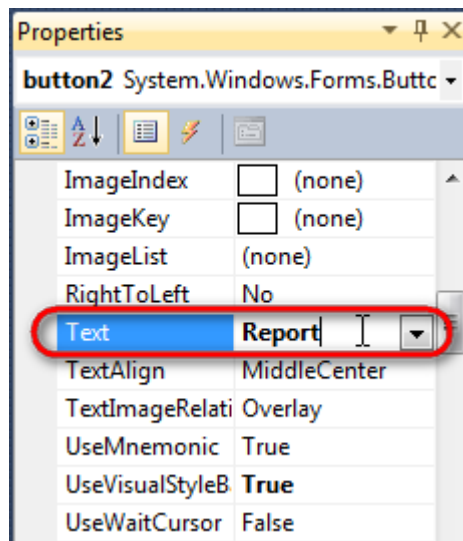 Properties
button2 System.Windows.Forms.Buttc
A
Z
ImageIndex (none)
ImageKey (none)
ImageList (none)
RightToLeft No
Text Report
TextAlign MiddleCenter
TextImageRelati Overlay
UseMnemonic True
UseVisualStyleB True
UseWaitCursor False